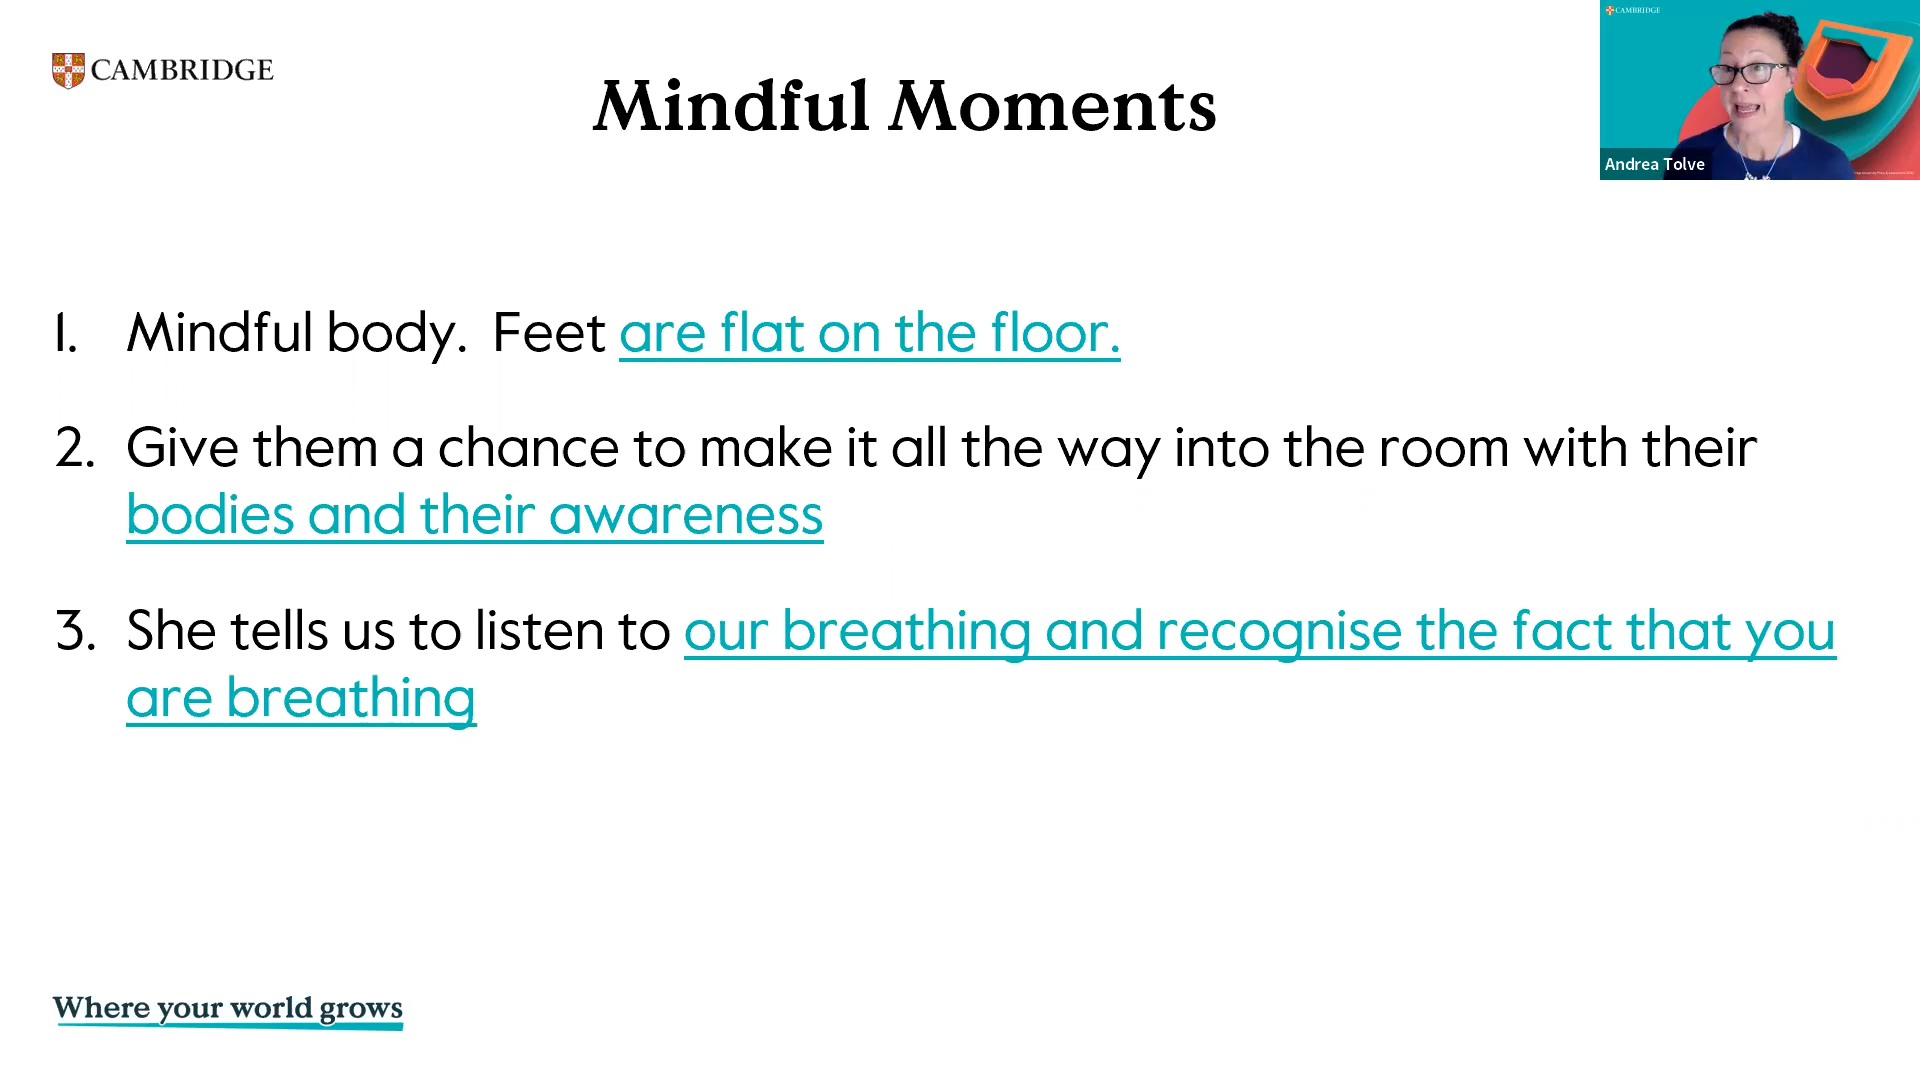 CAMBRIDGE
Mindful Moments
CAMBRIDGE
Andrea Tolve
1. Mindful body. Feet are flat on the floor.
2. Give them a chance to make it all the way into the room with their
bodies and their awareness
3. She tells us to listen to our breathing and recognise the fact that you
are breathing
Where your world grows